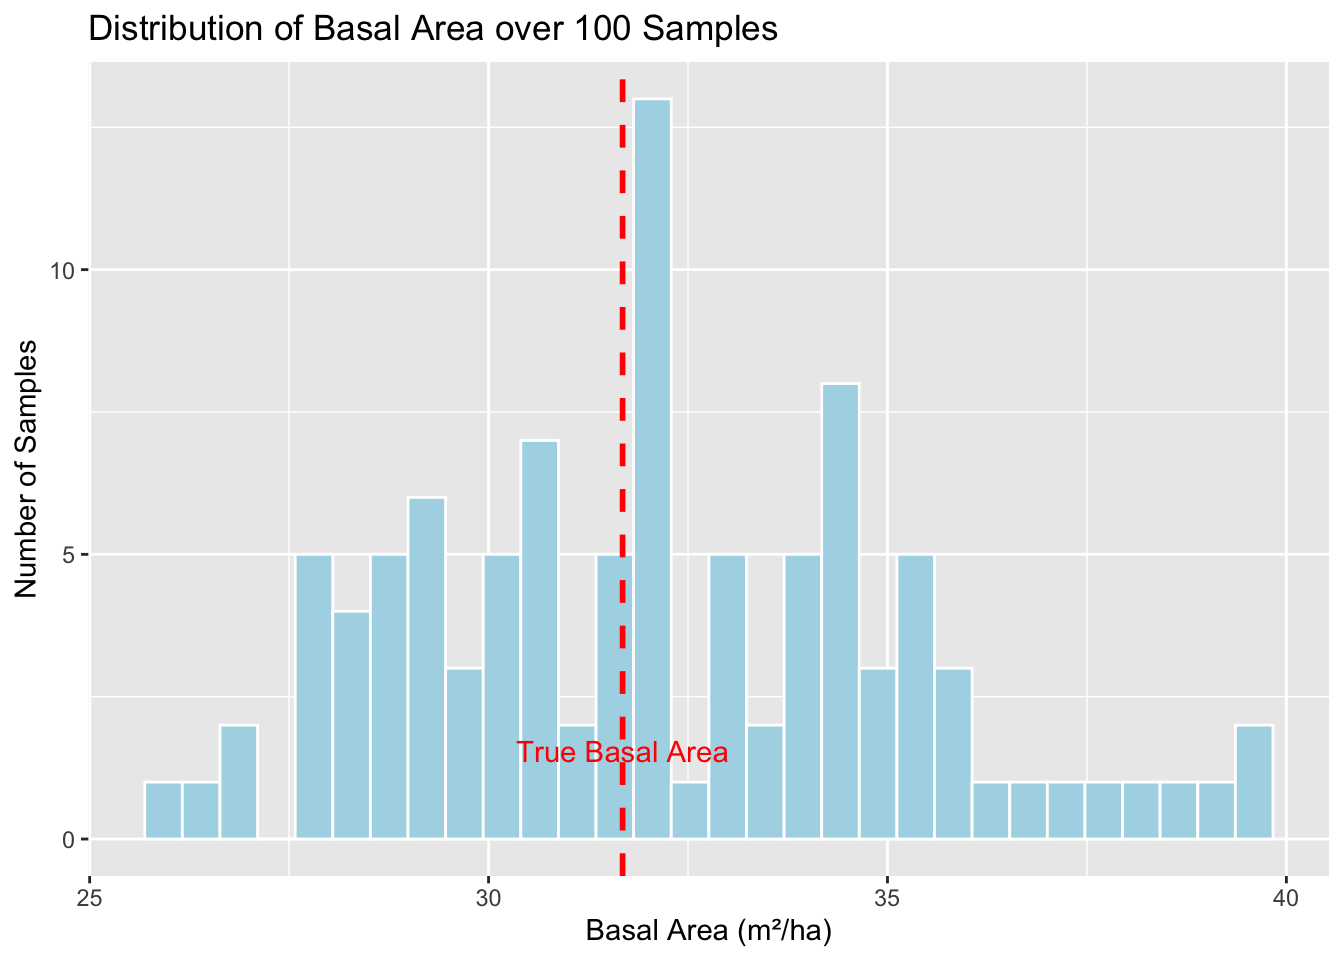 Distribution of Basal Area over 100 Samples
Number of Samples
10
5
0
True Basal Area
25 30 35 40
Basal Area (m²/ha)